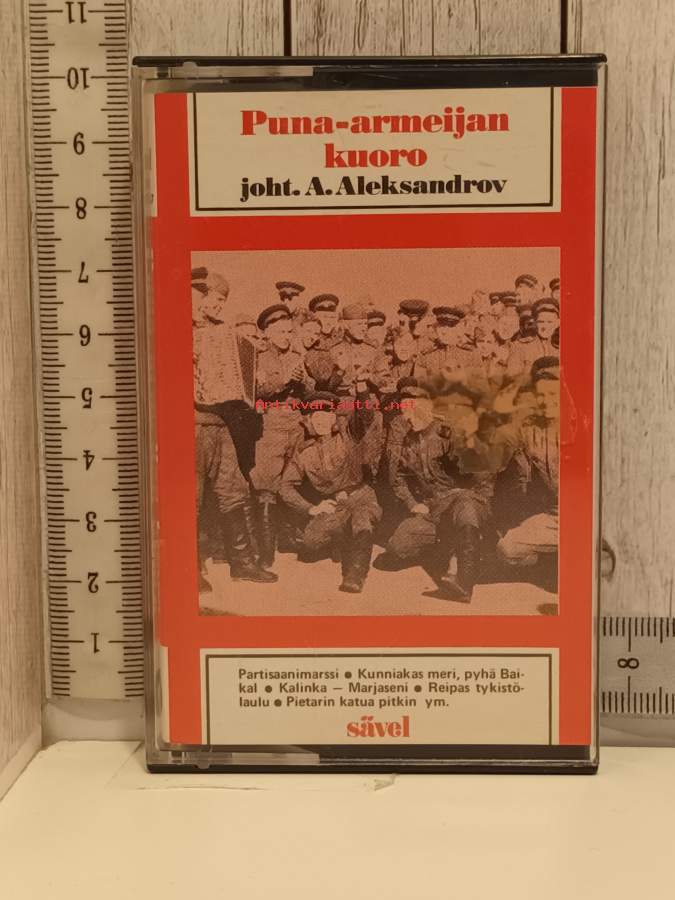 Puna-armeijan
kuoro
joht. A. Aleksandrov
Antikvariaatti.net
Partisaanimarssi ● Kunniakas meri, pyhä Bai-
kal ● Kalinka – Marjaseni ● Reipas tykistö-
laulu ● Pietarin katua pitkin ym.
sävel
11
10
9
8
7
6
5
4
3
2
1
8